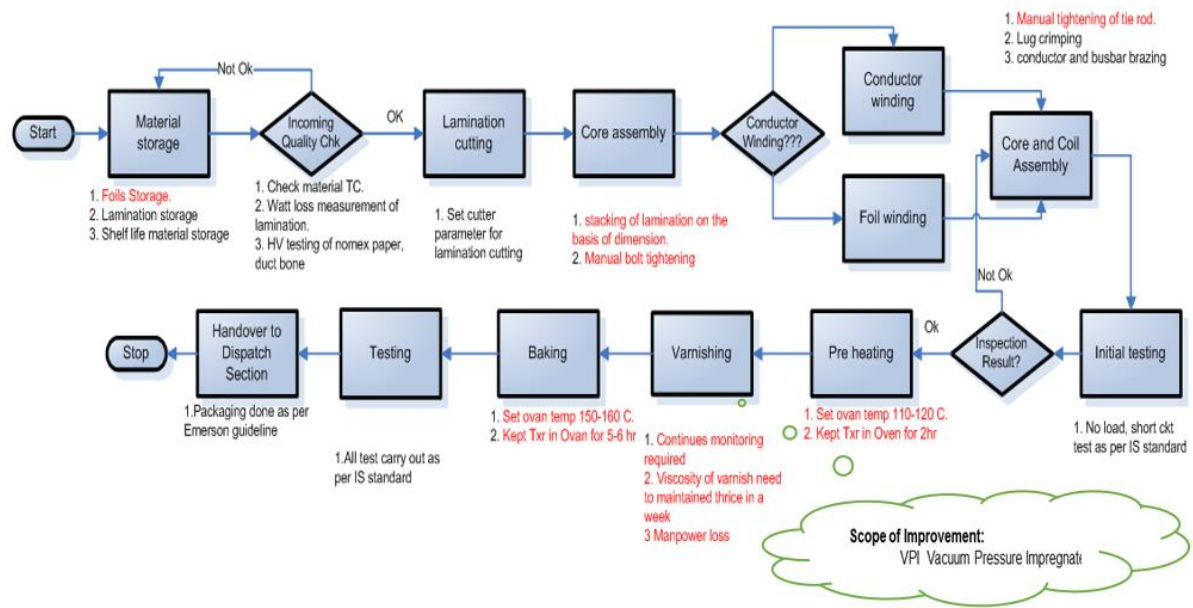 1. Manual tightening of tie rod.
2. Lug crimping
3. conductor and busbar brazing
Not Ok
Start
Material
storage
Incoming
Quality Chk
OK
Lamination
cutting
Core assembly
Conductor
Winding???
Conductor
winding
Foil winding
Core and Coil
Assembly
1. Foils Storage.
2. Lamination storage
3. Shelf life material storage
1. Check material TC.
2. Watt loss measurement of
lamination.
3. HV testing of nomex paper,
duct bone
1. Set cutter
parameter for
lamination cutting
1. stacking of lamination on the
basis of dimension.
2. Manual bolt tightening
Not Ok
Stop
Handover to
Dispatch
Section
Testing
Baking
Varnishing
Pre heating
Ok
Inspection
Result?
Initial testing
1.Packaging done as per
Emerson guideline
1.All test carry out as
per IS standard
1. Set ovan temp 150-160 C.
2. Kept Txr in Ovan for 5-6 hr
1. Continues monitoring
required
2. Viscosity of varnish need
to maintained thrice in a
week
3 Manpower loss
1. Set ovan temp 110-120 C.
2. Kept Txr in Oven for 2hr
1. No load, short ckt
test as per IS standard
Scope of Improvement:
VPI Vacuum Pressure Impregnate